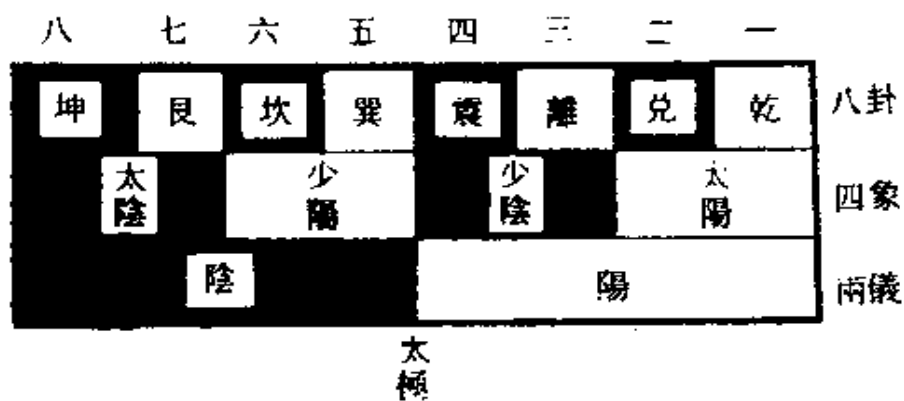 八 七 六 五 四 三 二 一
坤 艮 坎 巽 震 離 兌 乾 八卦
太陰 少陽 少陰 太陽 四象
陰 陽 兩儀
太極